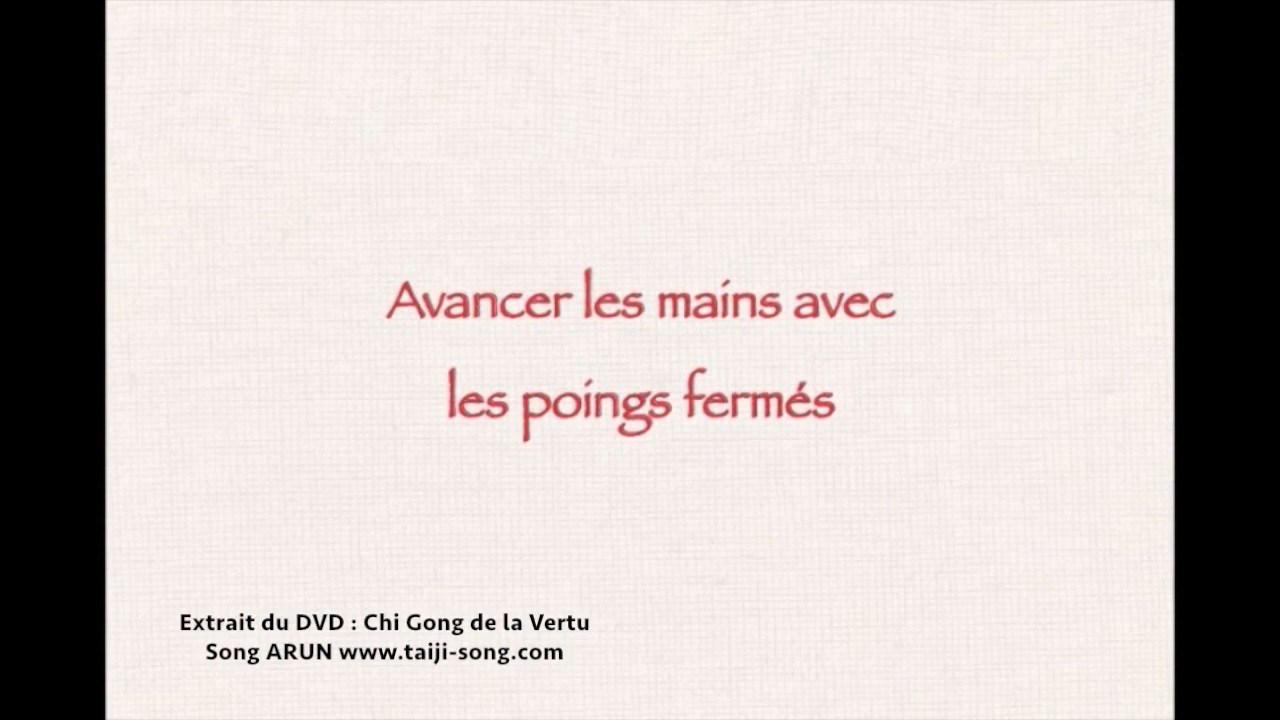 Avancer les mains avec
les poings fermés
Extrait du DVD : Chi Gong de la Vertu
Song ARUN www.taiji-song.com